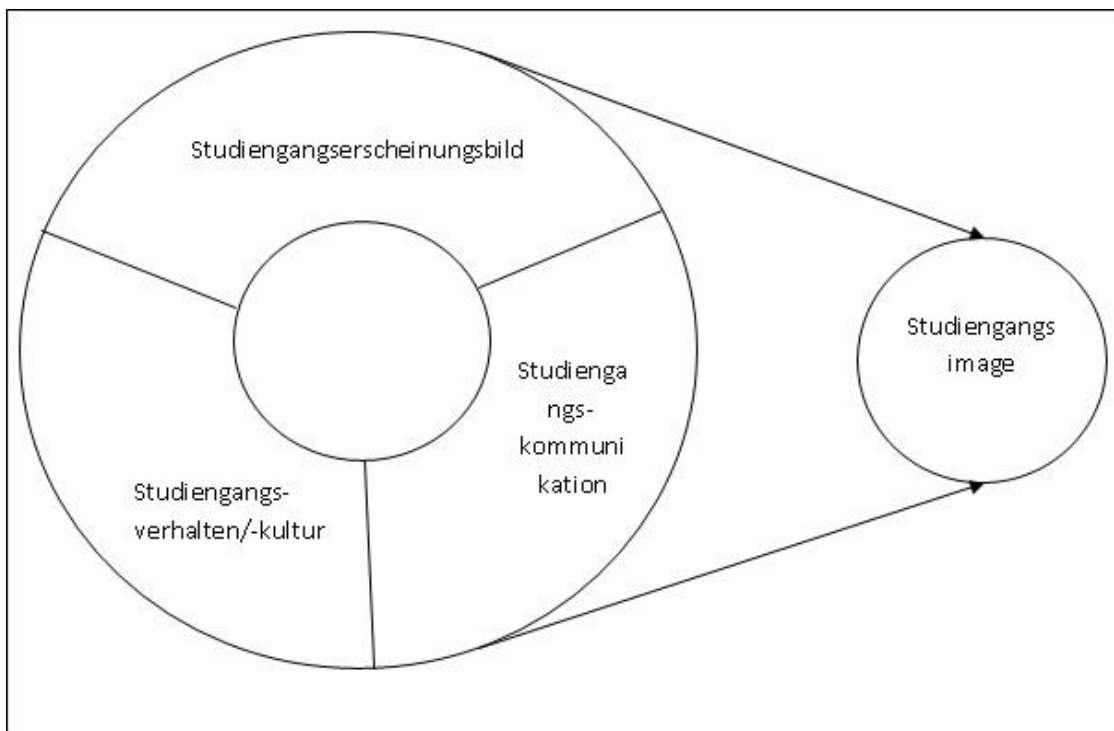 Studiengangserscheinungsbild
Studienga
ngs-
kommuni
kation
Studiengangs-
verhalten/-kultur
Studiengangs
image